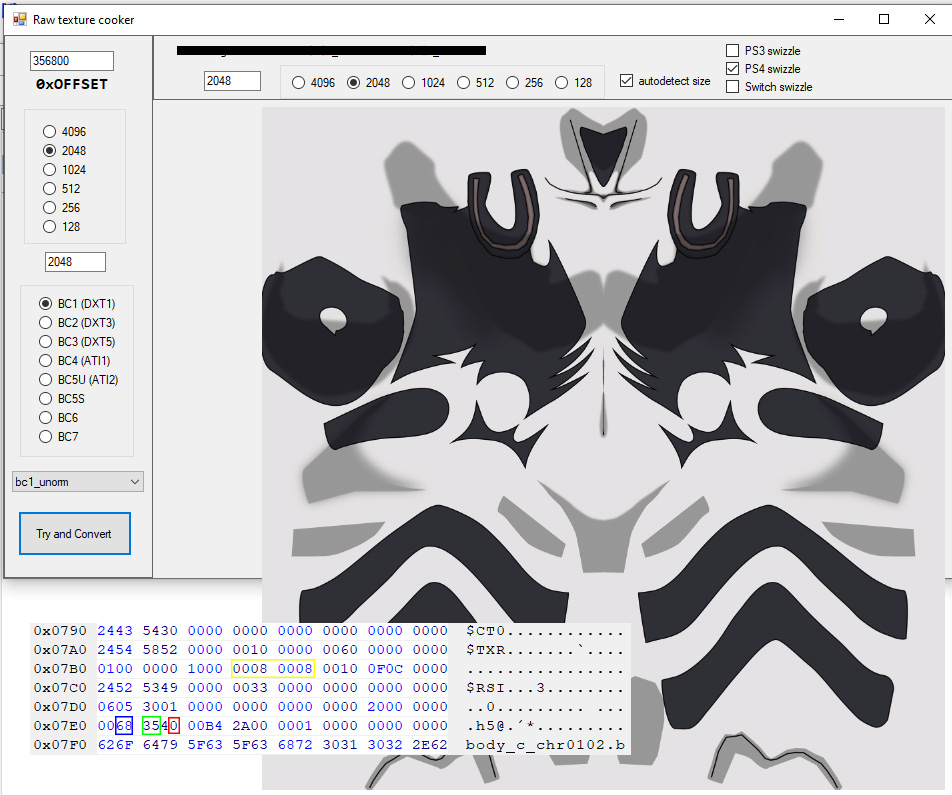 Raw texture cooker
356800
0xOFFSET
4096
2048
1024
512
256
128
2048
BC1 (DXT1)
BC2 (DXT3)
BC3 (DXT5)
BC4 (ATI1)
BC5U (ATI2)
BC5S
BC6
BC7
bc1_unorm
Try and Convert
2048
4096 2048 1024 512 256 128
autodetect size
PS3 swizzle
PS4 swizzle
Switch swizzle
0x0790 2443 5430 0000 0000 0000 0000 0000 0000 $CT0............
0x07A0 2454 5852 0000 0010 0000 0060 0000 0000 $TXR.......`....
0x07B0 0100 0000 1000 0008 0008 0010 0F0C 0000 ................
0x07C0 2452 5349 0000 0033 0000 0000 0000 0000 $RSI...3........
0x07D0 0605 3001 0000 0000 0000 0000 2000 0000 ..0......... ...
0x07E0 0068 3540 00B4 2A00 0001 0000 0000 0000 .h5@.´*.........
0x07F0 626F 6479 5F63 5F63 6872 3031 3032 2E62 body_c_chr0102.b